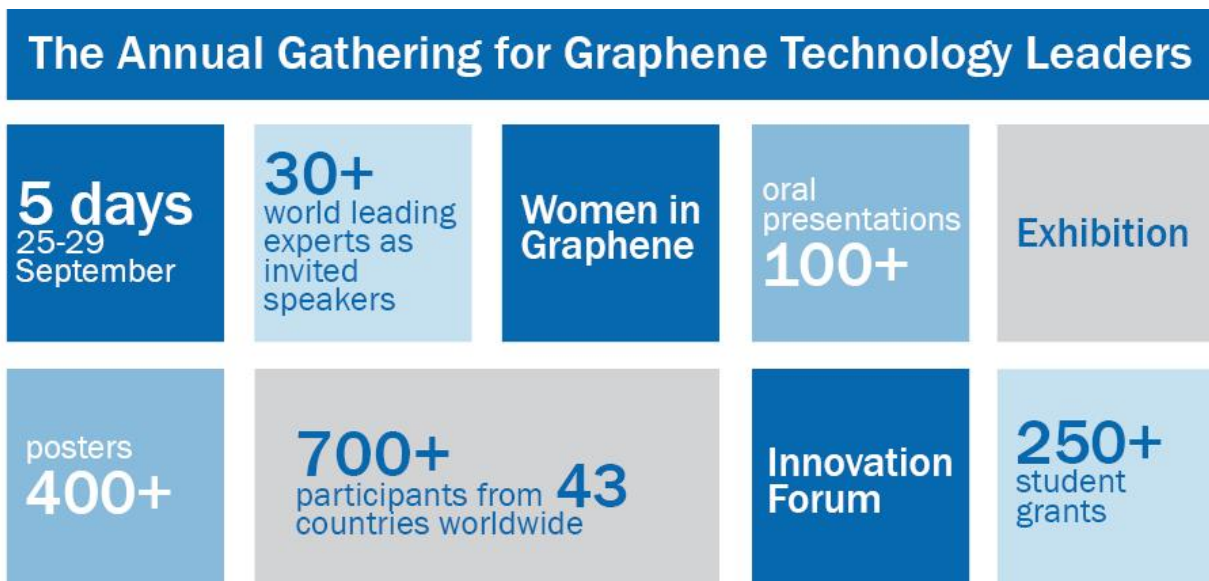 The Annual Gathering for Graphene Technology Leaders
5 days
25-29
September
30+
world leading
experts as
invited
speakers
Women in
Graphene
oral
presentations
100+
Exhibition
posters
400+
700+
participants from 43
countries worldwide
Innovation
Forum
250+
student
grants